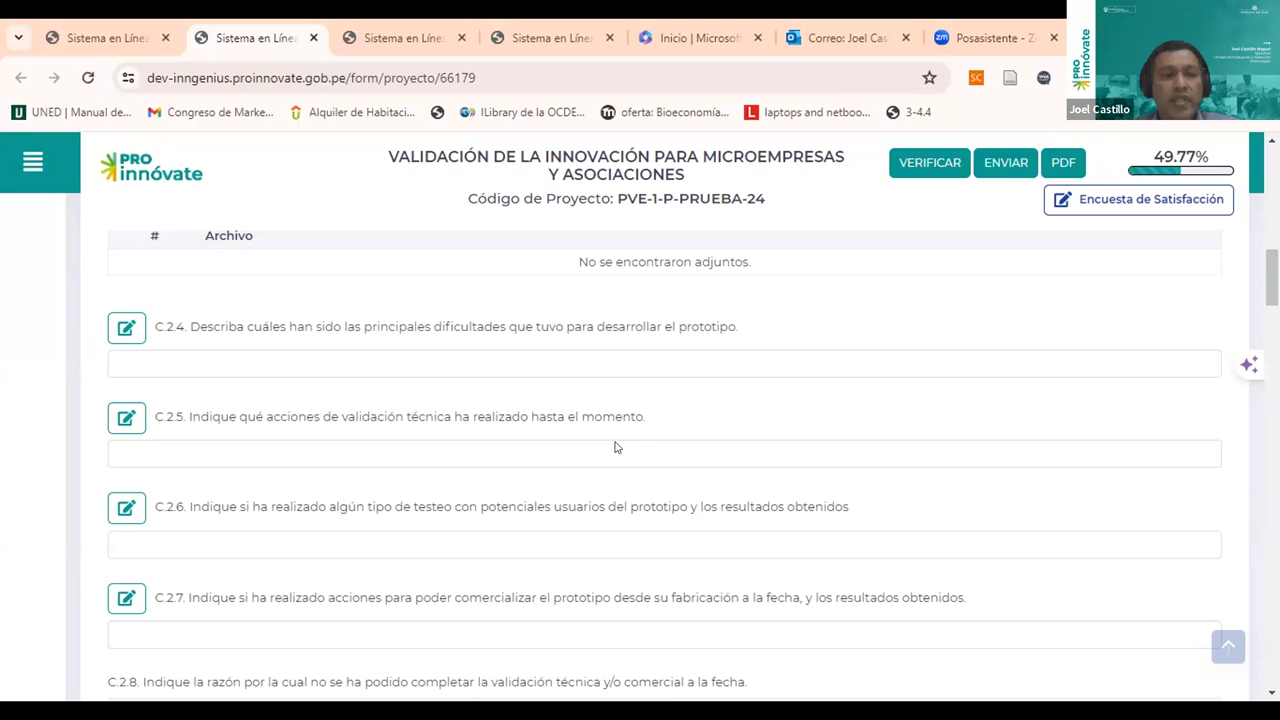 Sistema en Líne
Sistema en Líne
Sistema en Líne
Sistema en Líne
Inicio | Microsof
Correo: Joel Cas
Posasistente - Z
dev-inngenius.proinnovate.gob.pe/form/proyecto/66179
SC
UNED | Manual de...
Congreso de Marke...
Alquiler de habitaci...
ILibrary de la OCDE...
oferta: Bioeconomía...
laptops and netboo...
3-4.4
PRO innóvate
Joel Castillo
PRO
innóvate
VALIDACIÓN DE LA INNOVACIÓN PARA MICROEMPRESAS
Y ASOCIACIONES
Código de Proyecto: PVE-1-P-PRUEBA-24
VERIFICAR
ENVIAR
PDF
49.77%
Encuesta de Satisfacción
# Archivo
No se encontraron adjuntos.
C.2.4. Describa cuáles han sido las principales dificultades que tuvo para desarrollar el prototipo.
C.2.5. Indique qué acciones de validación técnica ha realizado hasta el momento.
C.2.6. Indique si ha realizado algún tipo de testeo con potenciales usuarios del prototipo y los resultados obtenidos
C.2.7. Indique si ha realizado acciones para poder comercializar el prototipo desde su fabricación a la fecha, y los resultados obtenidos.
C.2.8. Indique la razón por la cual no se ha podido completar la validación técnica y/o comercial a la fecha.